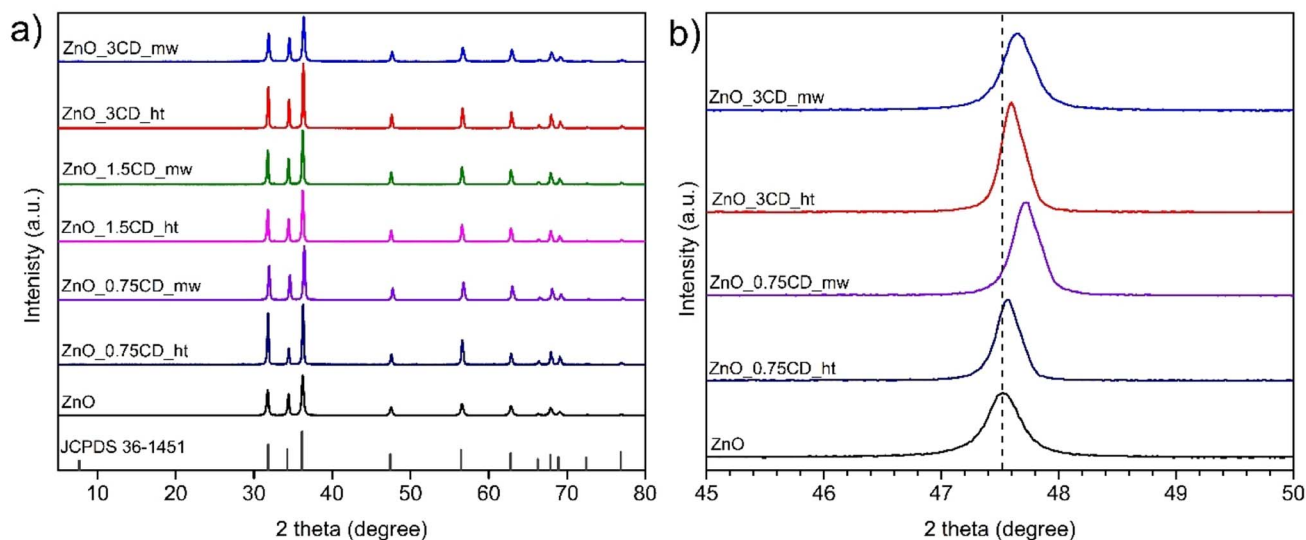 a)
ZnO_3CD_mw
ZnO_3CD_ht
ZnO_1.5CD_mw
ZnO_1.5CD_ht
ZnO_0.75CD_mw
ZnO_0.75CD_ht
ZnO
JCPDS 36-1451
Intenisty (a.u.)
10 20 30 40 50 60 70 80
2 theta (degree)
b)
ZnO_3CD_mw
ZnO_3CD_ht
ZnO_0.75CD_mw
ZnO_0.75CD_ht
ZnO
Intensity (a.u.)
45 46 47 48 49 50
2 theta (degree)